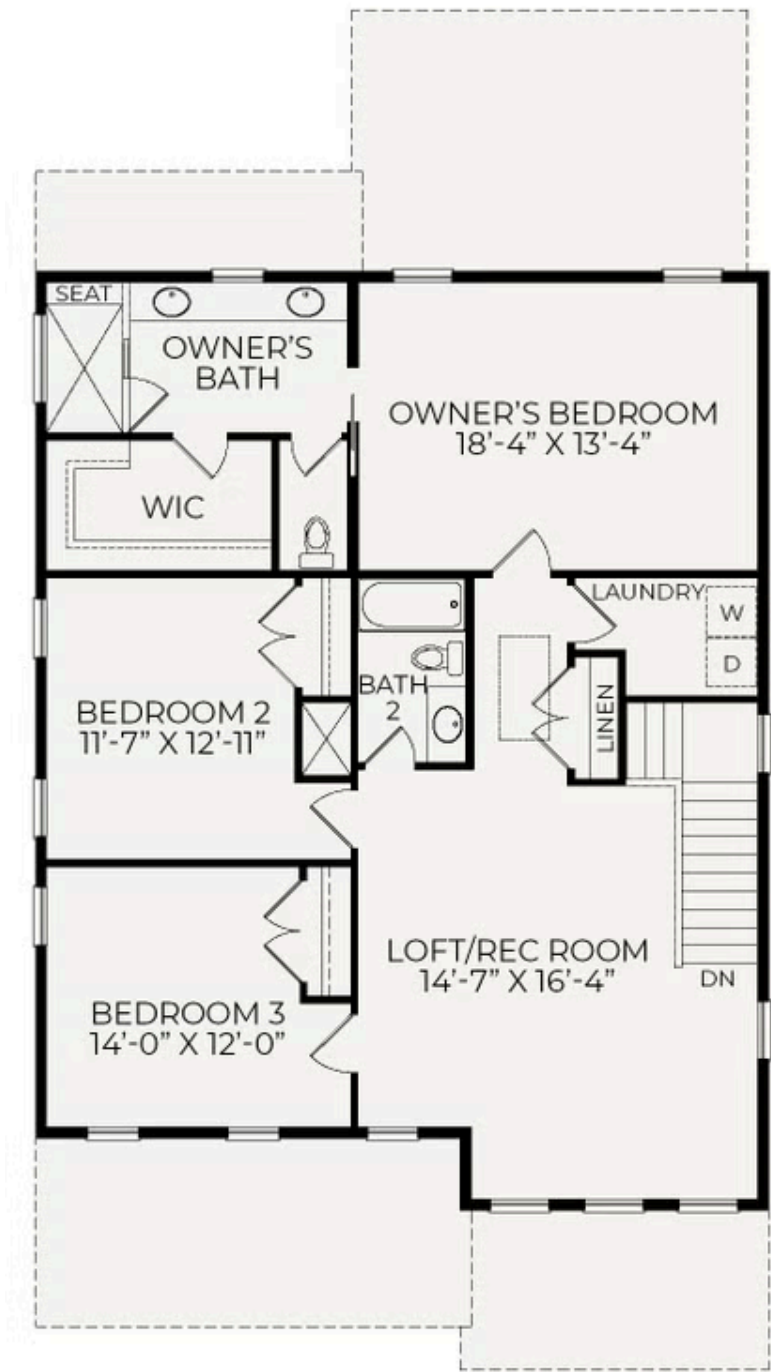 SEAT
OWNER'S
BATH
OWNER'S BEDROOM
18'-4" X 13'-4"
WIC
LAUNDRY
W
D
BATH
2
LINEN
BEDROOM 2
11'-7" X 12'-11"
LOFT/REC ROOM
14'-7" X 16'-4"
DN
BEDROOM 3
14'-0" X 12'-0"